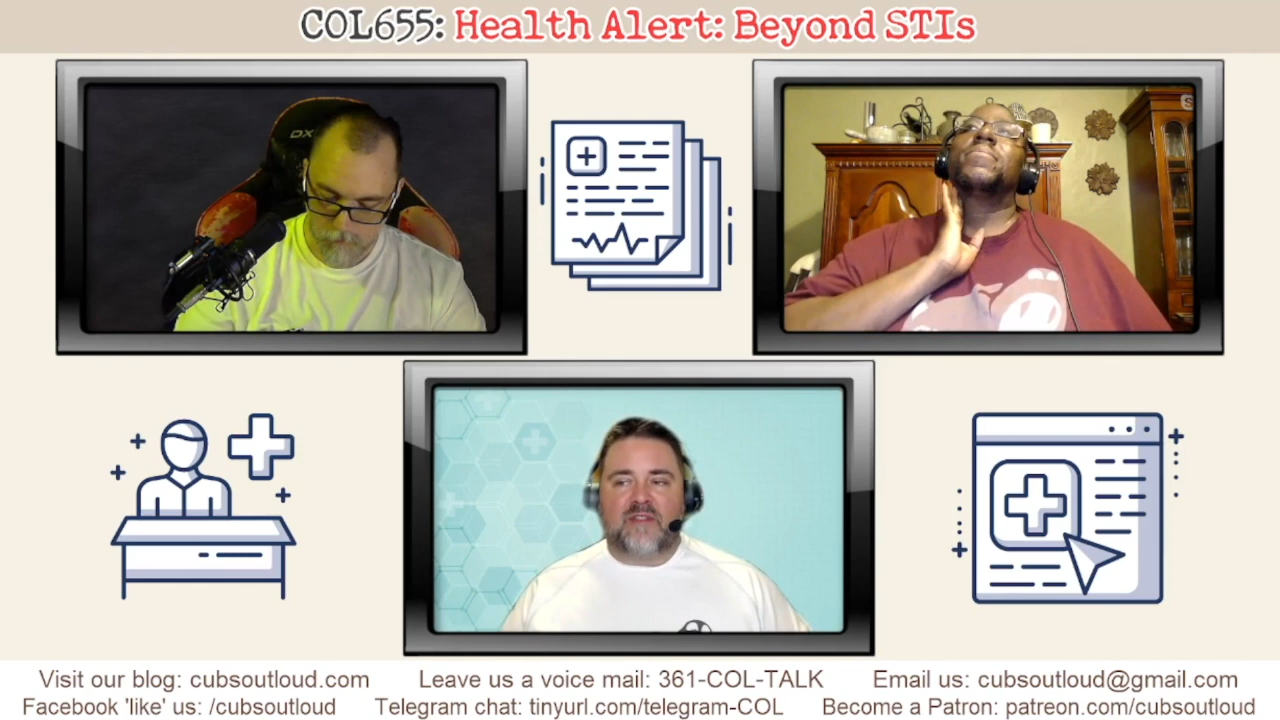 COL655: Health Alert: Beyond STIs
DX
S
Visit our blog: cubsoutloud.com Leave us a voice mail: 361-COL-TALK Email us: cubsoutloud@gmail.com
Facebook 'like' us: /cubsoutloud Telegram chat: tinyurl.com/telegram-COL Become a Patron: patreon.com/cubsoutloud